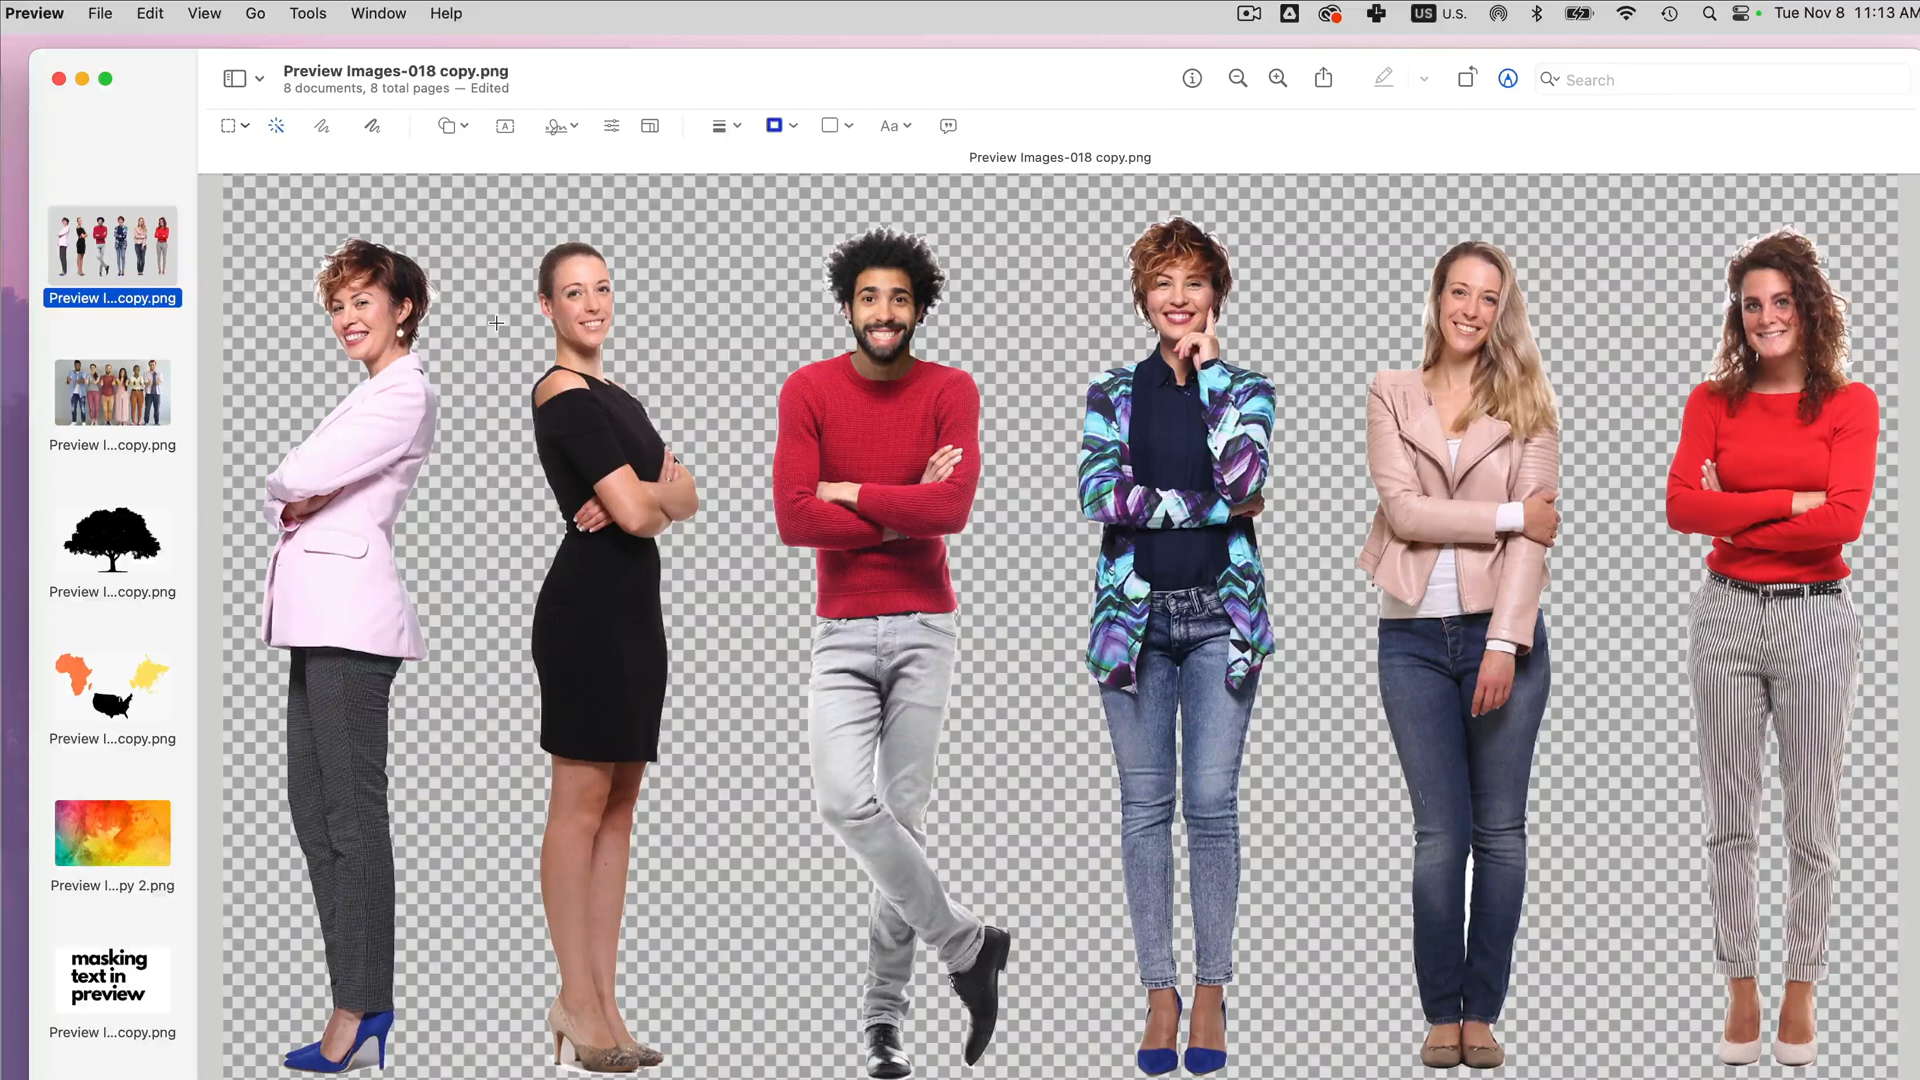 Preview File Edit View Go Tools Window Help US U.S. Tue Nov 8 11:13 AM
Preview Images-018 copy.png
8 documents, 8 total pages — Edited
Search
A Aa
Preview Images-018 copy.png
Preview I...copy.png
Preview I...copy.png
Preview I...copy.png
Preview I...copy.png
Preview I...py 2.png
masking
text in
preview
Preview I...copy.png